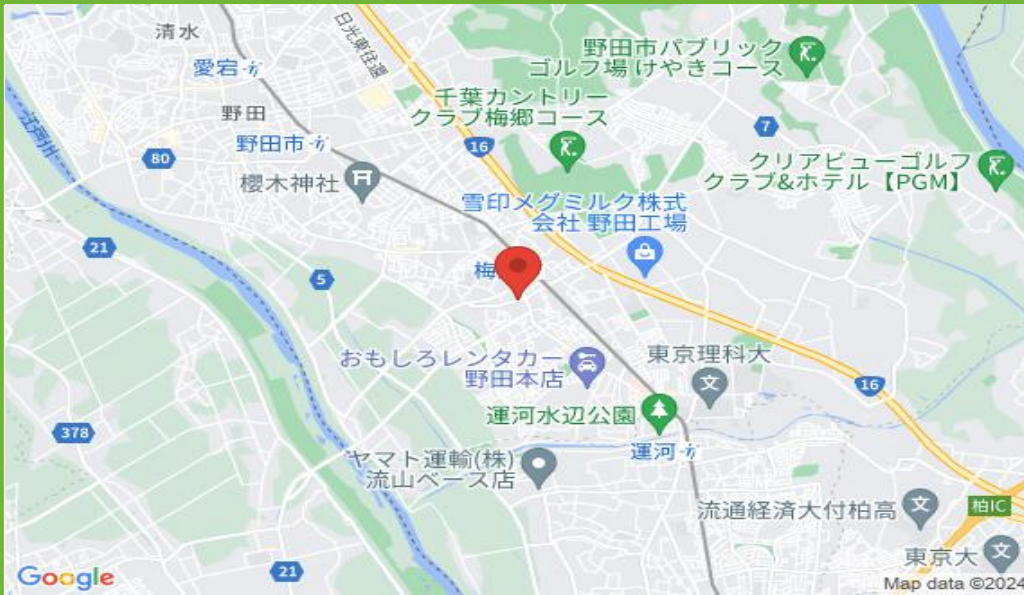 清水
日光東往還
野田市パブリック
ゴルフ場 けやきコース
愛宕
千葉カントリー
クラブ梅郷コース
野田
7
江戸川
野田市
16
80
クリアビューゴルフ
クラブ&ホテル【PGM】
櫻木神社
雪印メグミルク株式
会社 野田工場
21
5
梅
おもしろレンタカー
野田本店
東京理科大
16
運河水辺公園
378
運河
ヤマト運輸(株)
流山ベース店
流通経済大付柏高
柏IC
東京大
21
Google
Map data ©2024